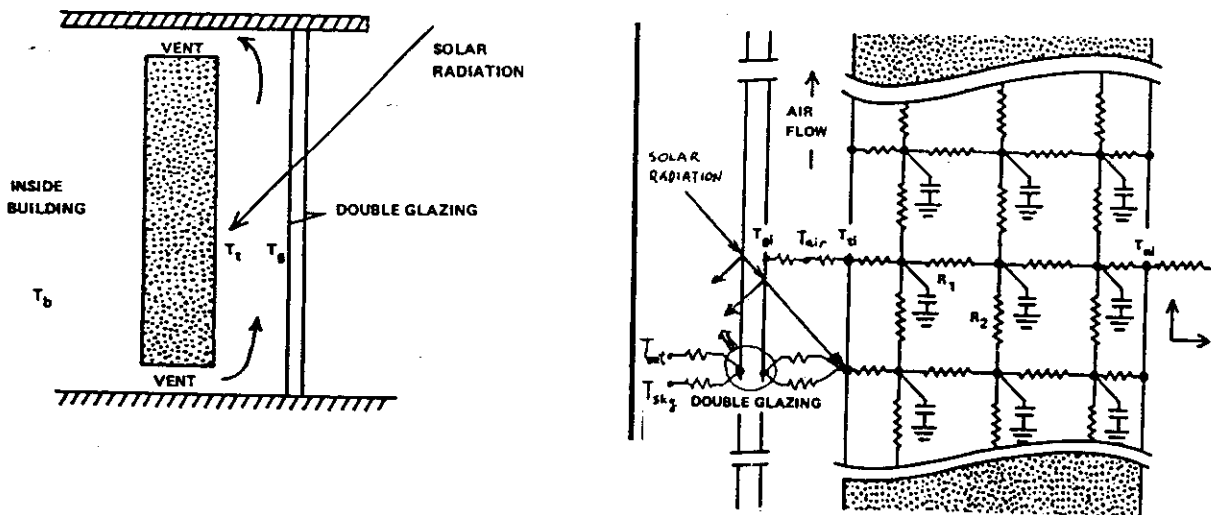 VENT
SOLAR
RADIATION
INSIDE
BUILDING
DOUBLE GLAZING
T_t
T_g
T_b
VENT
AIR
FLOW
SOLAR
RADIATION
T_gi
T_air
T_ti
R_1
R_2
T_sky
DOUBLE GLAZING